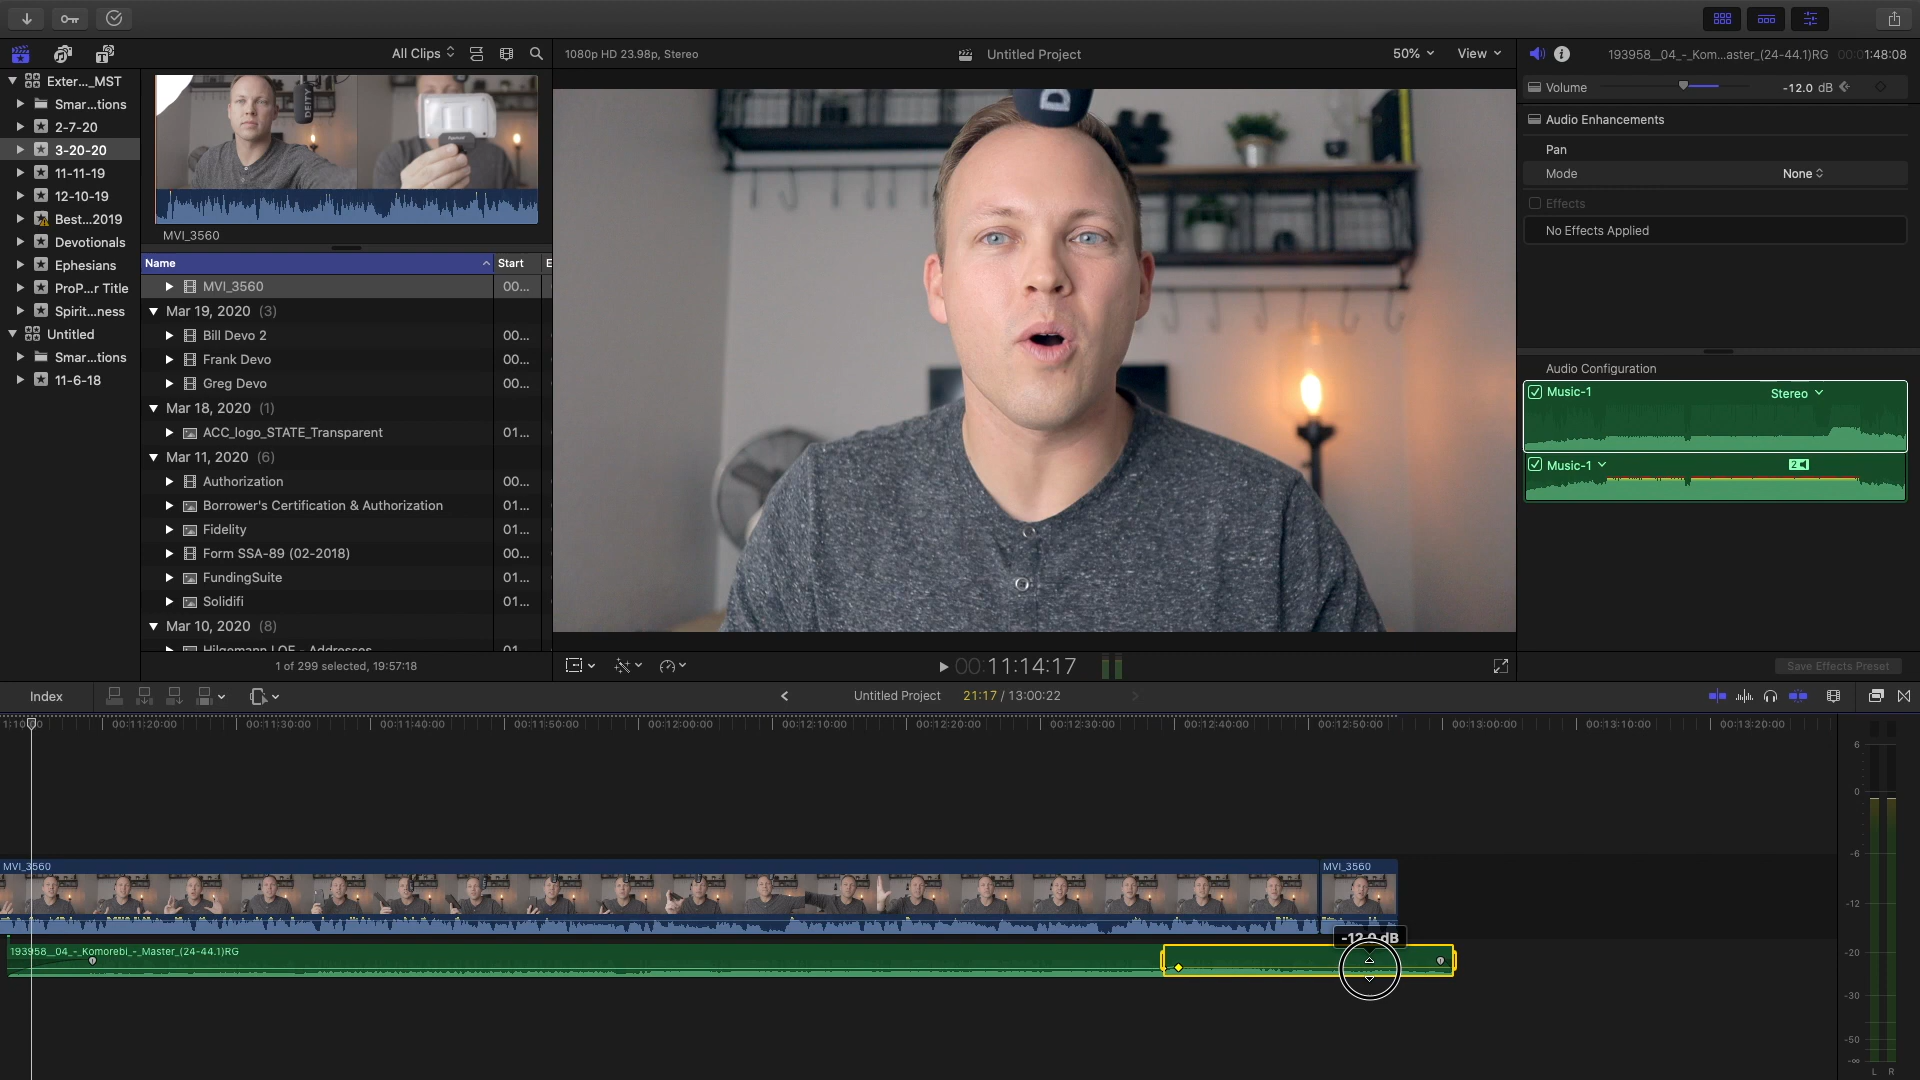 All Clips
1080p HD 23.98p, Stereo
Untitled Project
50%
View
193958__04_-_Kom...aster_(24-44.1)RG
00:01:48:08
Exter..._MST
Smar...tions
2-7-20
3-20-20
11-11-19
12-10-19
Best...2019
Devotionals
Ephesians
ProP...r Title
Spirit...ness
Untitled
Smar...tions
11-6-18
DEITY
MVI_3560
Name
Start
E
MVI_3560
00...
Mar 19, 2020 (3)
Bill Devo 2
00...
Frank Devo
00...
Greg Devo
00...
Mar 18, 2020 (1)
ACC_logo_STATE_Transparent
01...
Mar 11, 2020 (6)
Authorization
00...
Borrower's Certification & Authorization
01...
Fidelity
01...
Form SSA-89 (02-2018)
00...
FundingSuite
01...
Solidifi
01...
Mar 10, 2020 (8)
Hilgemann LOE - Addresses
01...
1 of 299 selected, 19:57:18
D
00:11:14:17
Volume
-12.0 dB
Audio Enhancements
Pan
Mode
None
Effects
No Effects Applied
Audio Configuration
Music-1
Stereo
Music-1
2
Save Effects Preset
Index
Untitled Project
21:17 / 13:00:22
00:11:20:00
00:11:30:00
00:11:40:00
00:11:50:00
00:12:00:00
00:12:10:00
00:12:20:00
00:12:30:00
00:12:40:00
00:12:50:00
00:13:00:00
00:13:10:00
00:13:20:00
MVI_3560
MVI_3560
-12.0 dB
193958__04_-_Komorebi_-_Master_(24-44.1)RG
6
0
-6
-12
-20
-30
-50
-∞
L R